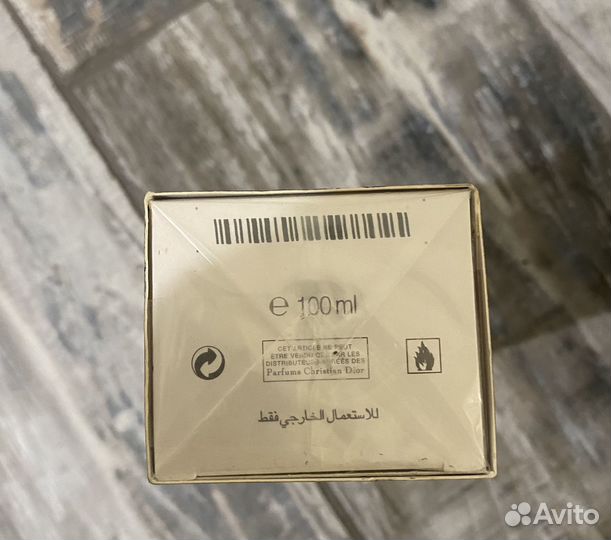 e 100 ml
CET ARTICLE NE PEUT
ETRE VENDU QUE PAR LES
DISTRIBUTEURS AGREES DES
Parfums Christian Dior
للاستعمال الخارجي فقط
Avito